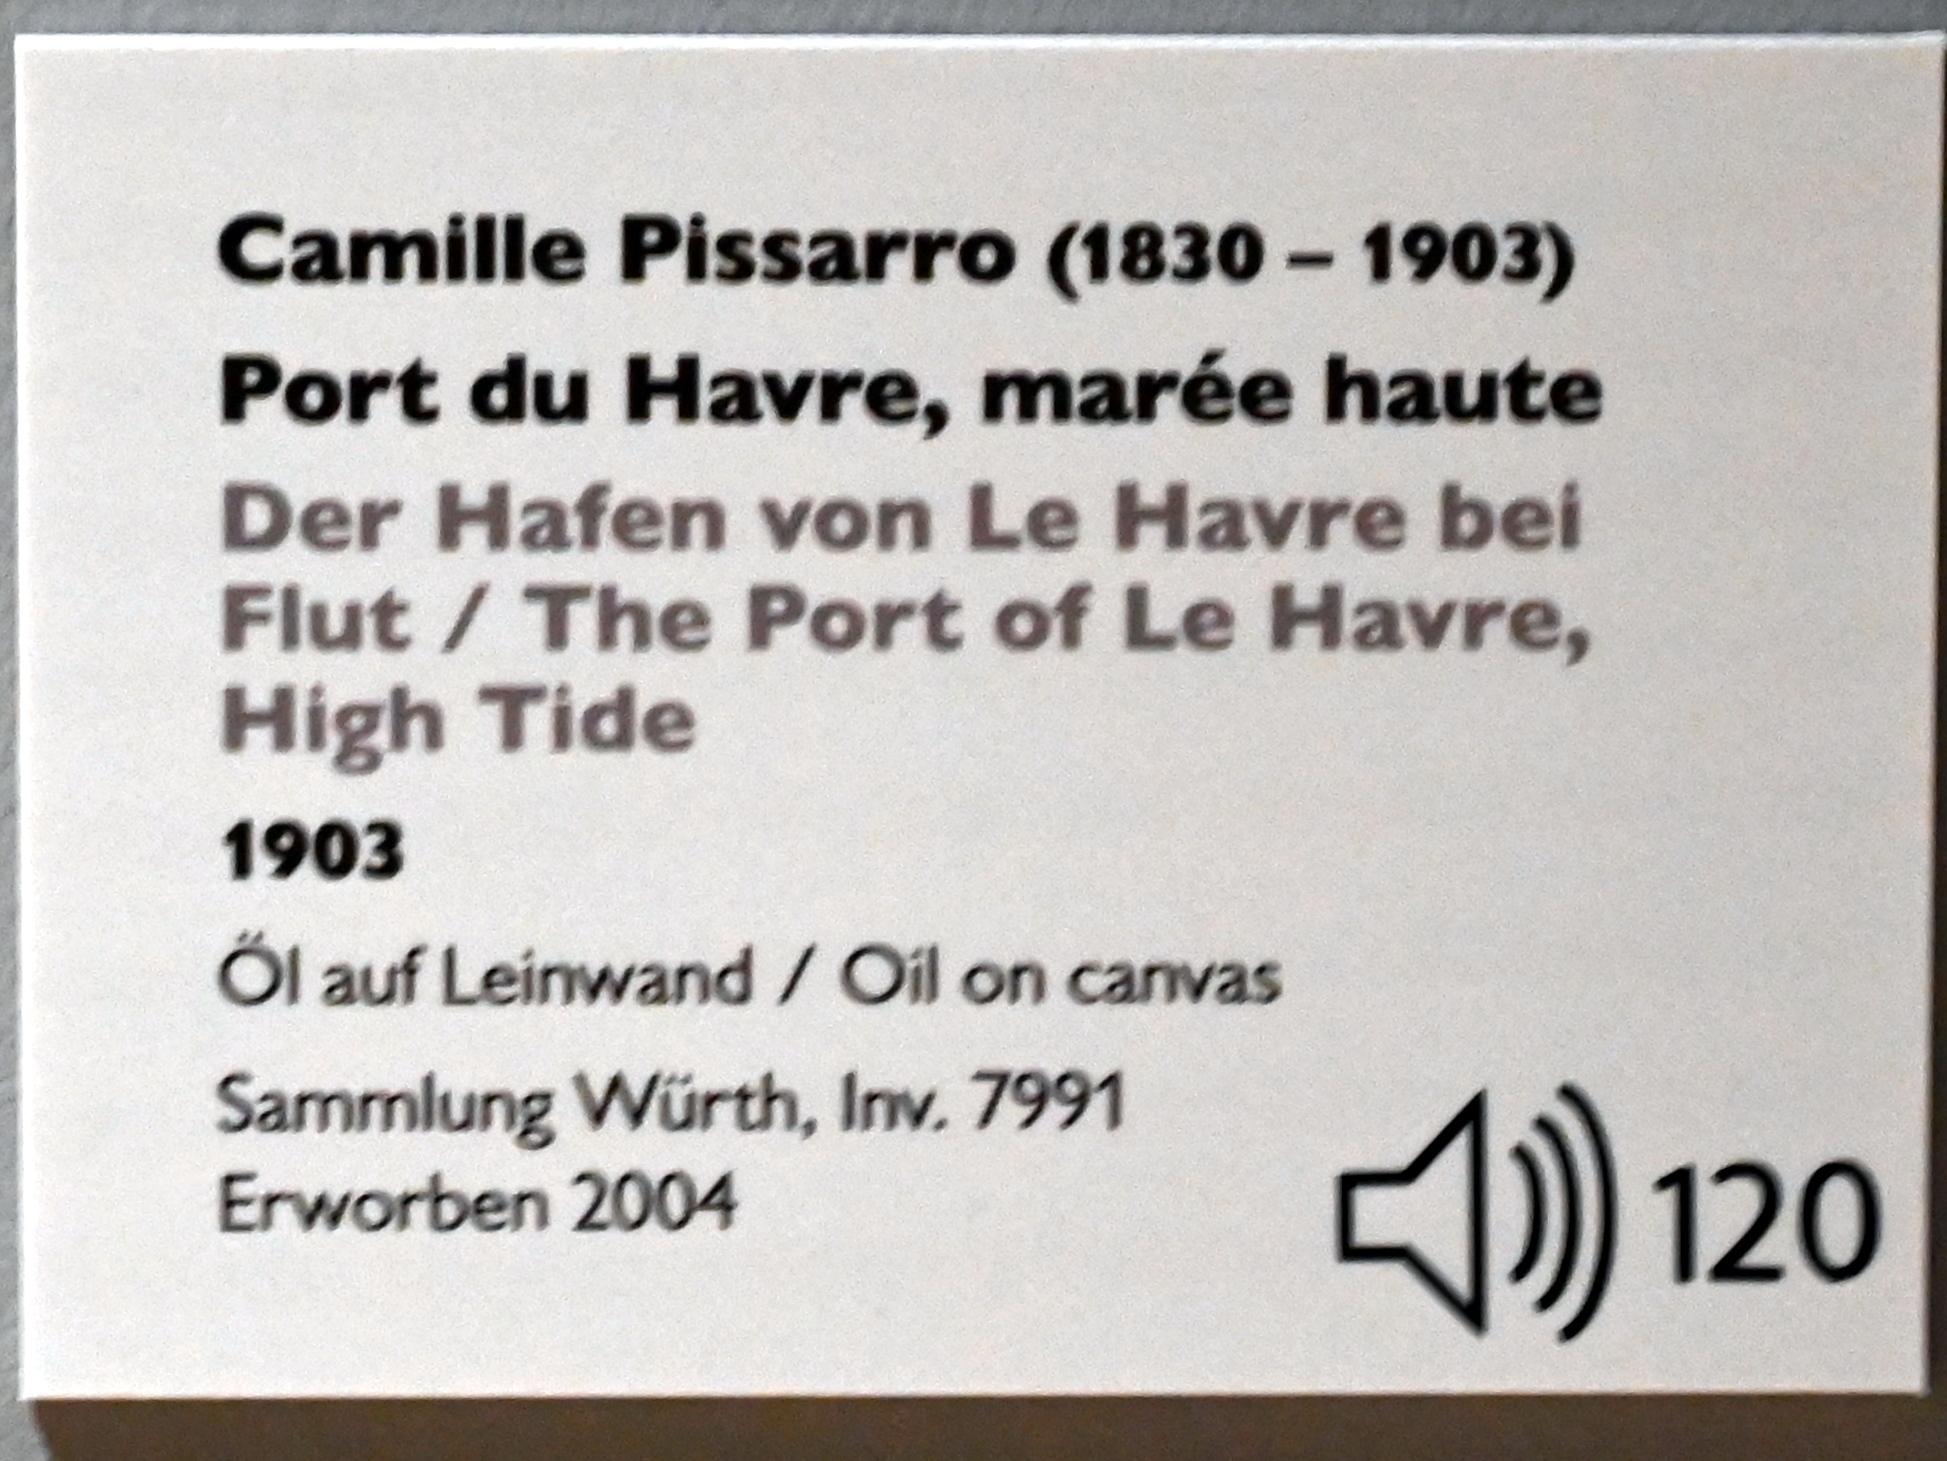 Camille Pissarro (1830 – 1903)
Port du Havre, marée haute
Der Hafen von Le Havre bei
Flut / The Port of Le Havre,
High Tide
1903
Öl auf Leinwand / Oil on canvas
Sammlung Würth, Inv. 7991
Erworben 2004
120